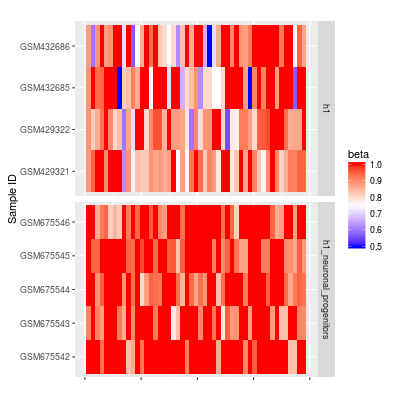 GSM432686
GSM432685
GSM429322
GSM429321
h1
GSM675546
GSM675545
GSM675544
GSM675543
GSM675542
h1_neuronal_progenitors
Sample ID
beta
1.0
0.9
0.8
0.7
0.6
0.5